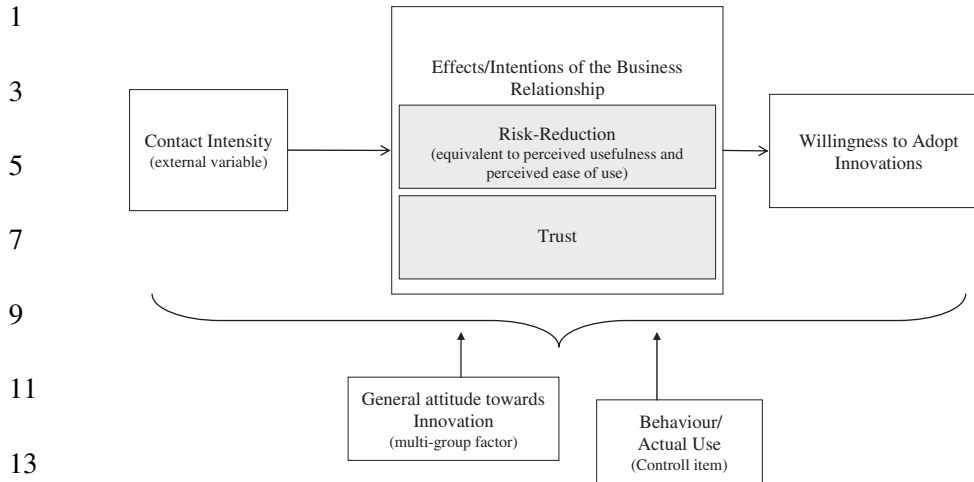 1
3
5
7
9
11
13
Effects/Intentions of the Business
Relationship
Contact Intensity
(external variable)
Risk-Reduction
(equivalent to perceived usefulness and
perceived ease of use)
Trust
Willingness to Adopt
Innovations
General attitude towards
Innovation
(multi-group factor)
Behaviour/
Actual Use
(Controll item)